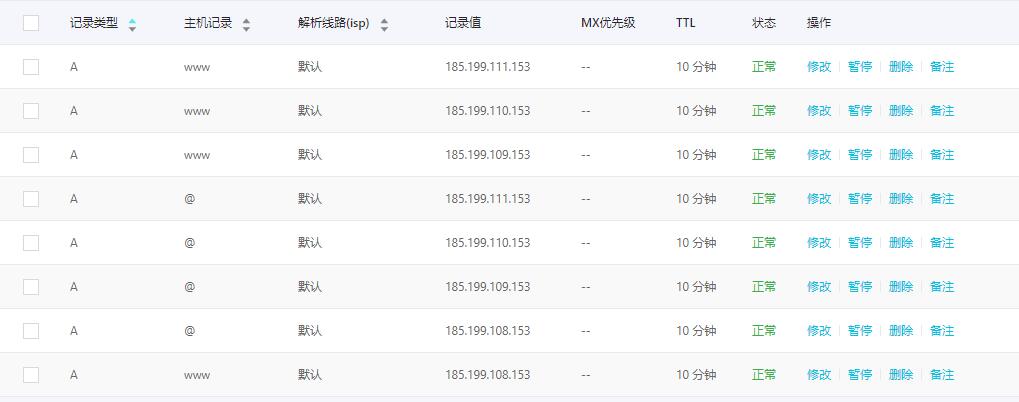 记录类型 主机记录 解析线路(isp) 记录值 MX优先级 TTL 状态 操作
A www 默认 185.199.111.153 -- 10 分钟 正常 修改 暂停 删除 备注
A www 默认 185.199.110.153 -- 10 分钟 正常 修改 暂停 删除 备注
A www 默认 185.199.109.153 -- 10 分钟 正常 修改 暂停 删除 备注
A @ 默认 185.199.111.153 -- 10 分钟 正常 修改 暂停 删除 备注
A @ 默认 185.199.110.153 -- 10 分钟 正常 修改 暂停 删除 备注
A @ 默认 185.199.109.153 -- 10 分钟 正常 修改 暂停 删除 备注
A @ 默认 185.199.108.153 -- 10 分钟 正常 修改 暂停 删除 备注
A www 默认 185.199.108.153 -- 10 分钟 正常 修改 暂停 删除 备注